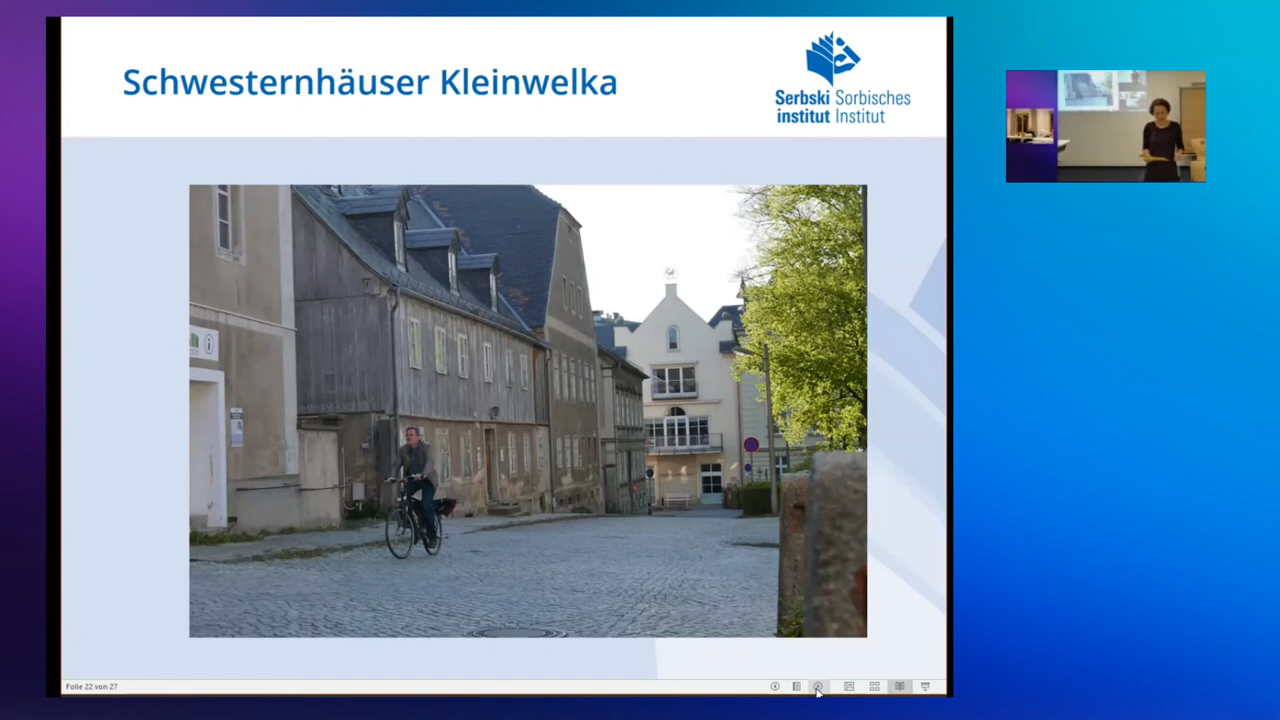 Schwesternhäuser Kleinwelka
Serbski Sorbisches
institut Institut
i
Folie 22 von 27